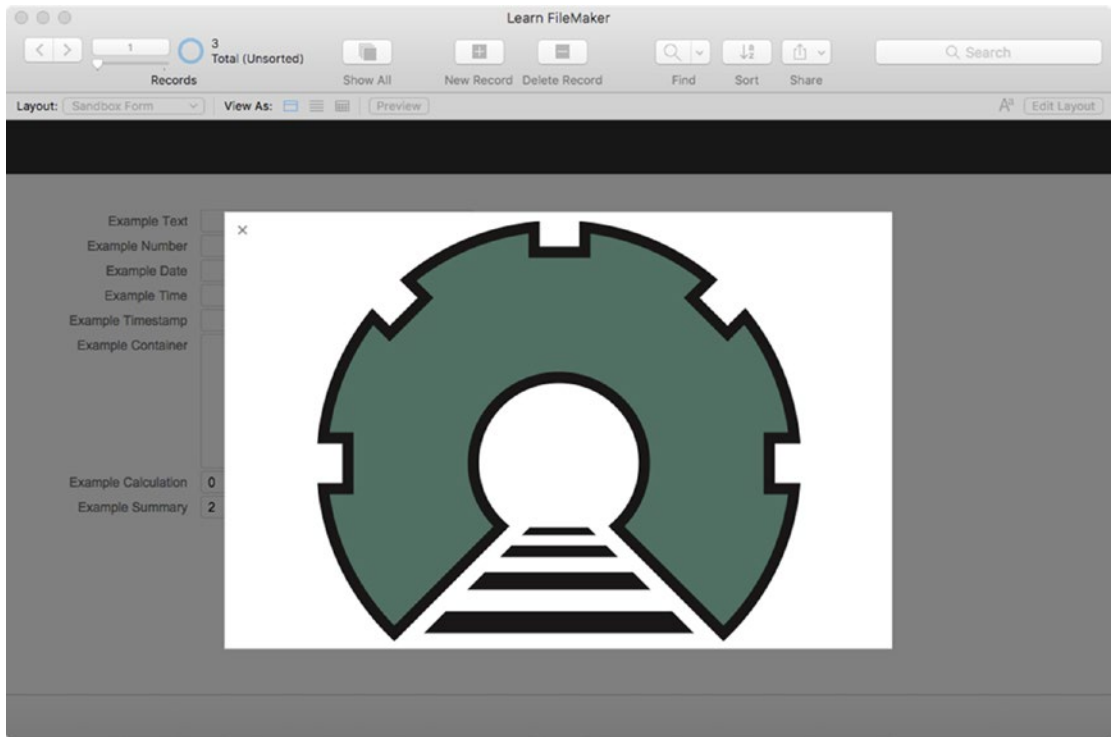 Learn FileMaker
1
3
Total (Unsorted)
Records
Show All
New Record
Delete Record
Find
Sort
Share
Search
Layout: Sandbox Form
View As:
Preview
Aa
Edit Layout
Example Text
Example Number
Example Date
Example Time
Example Timestamp
Example Container
Example Calculation 0
Example Summary 2